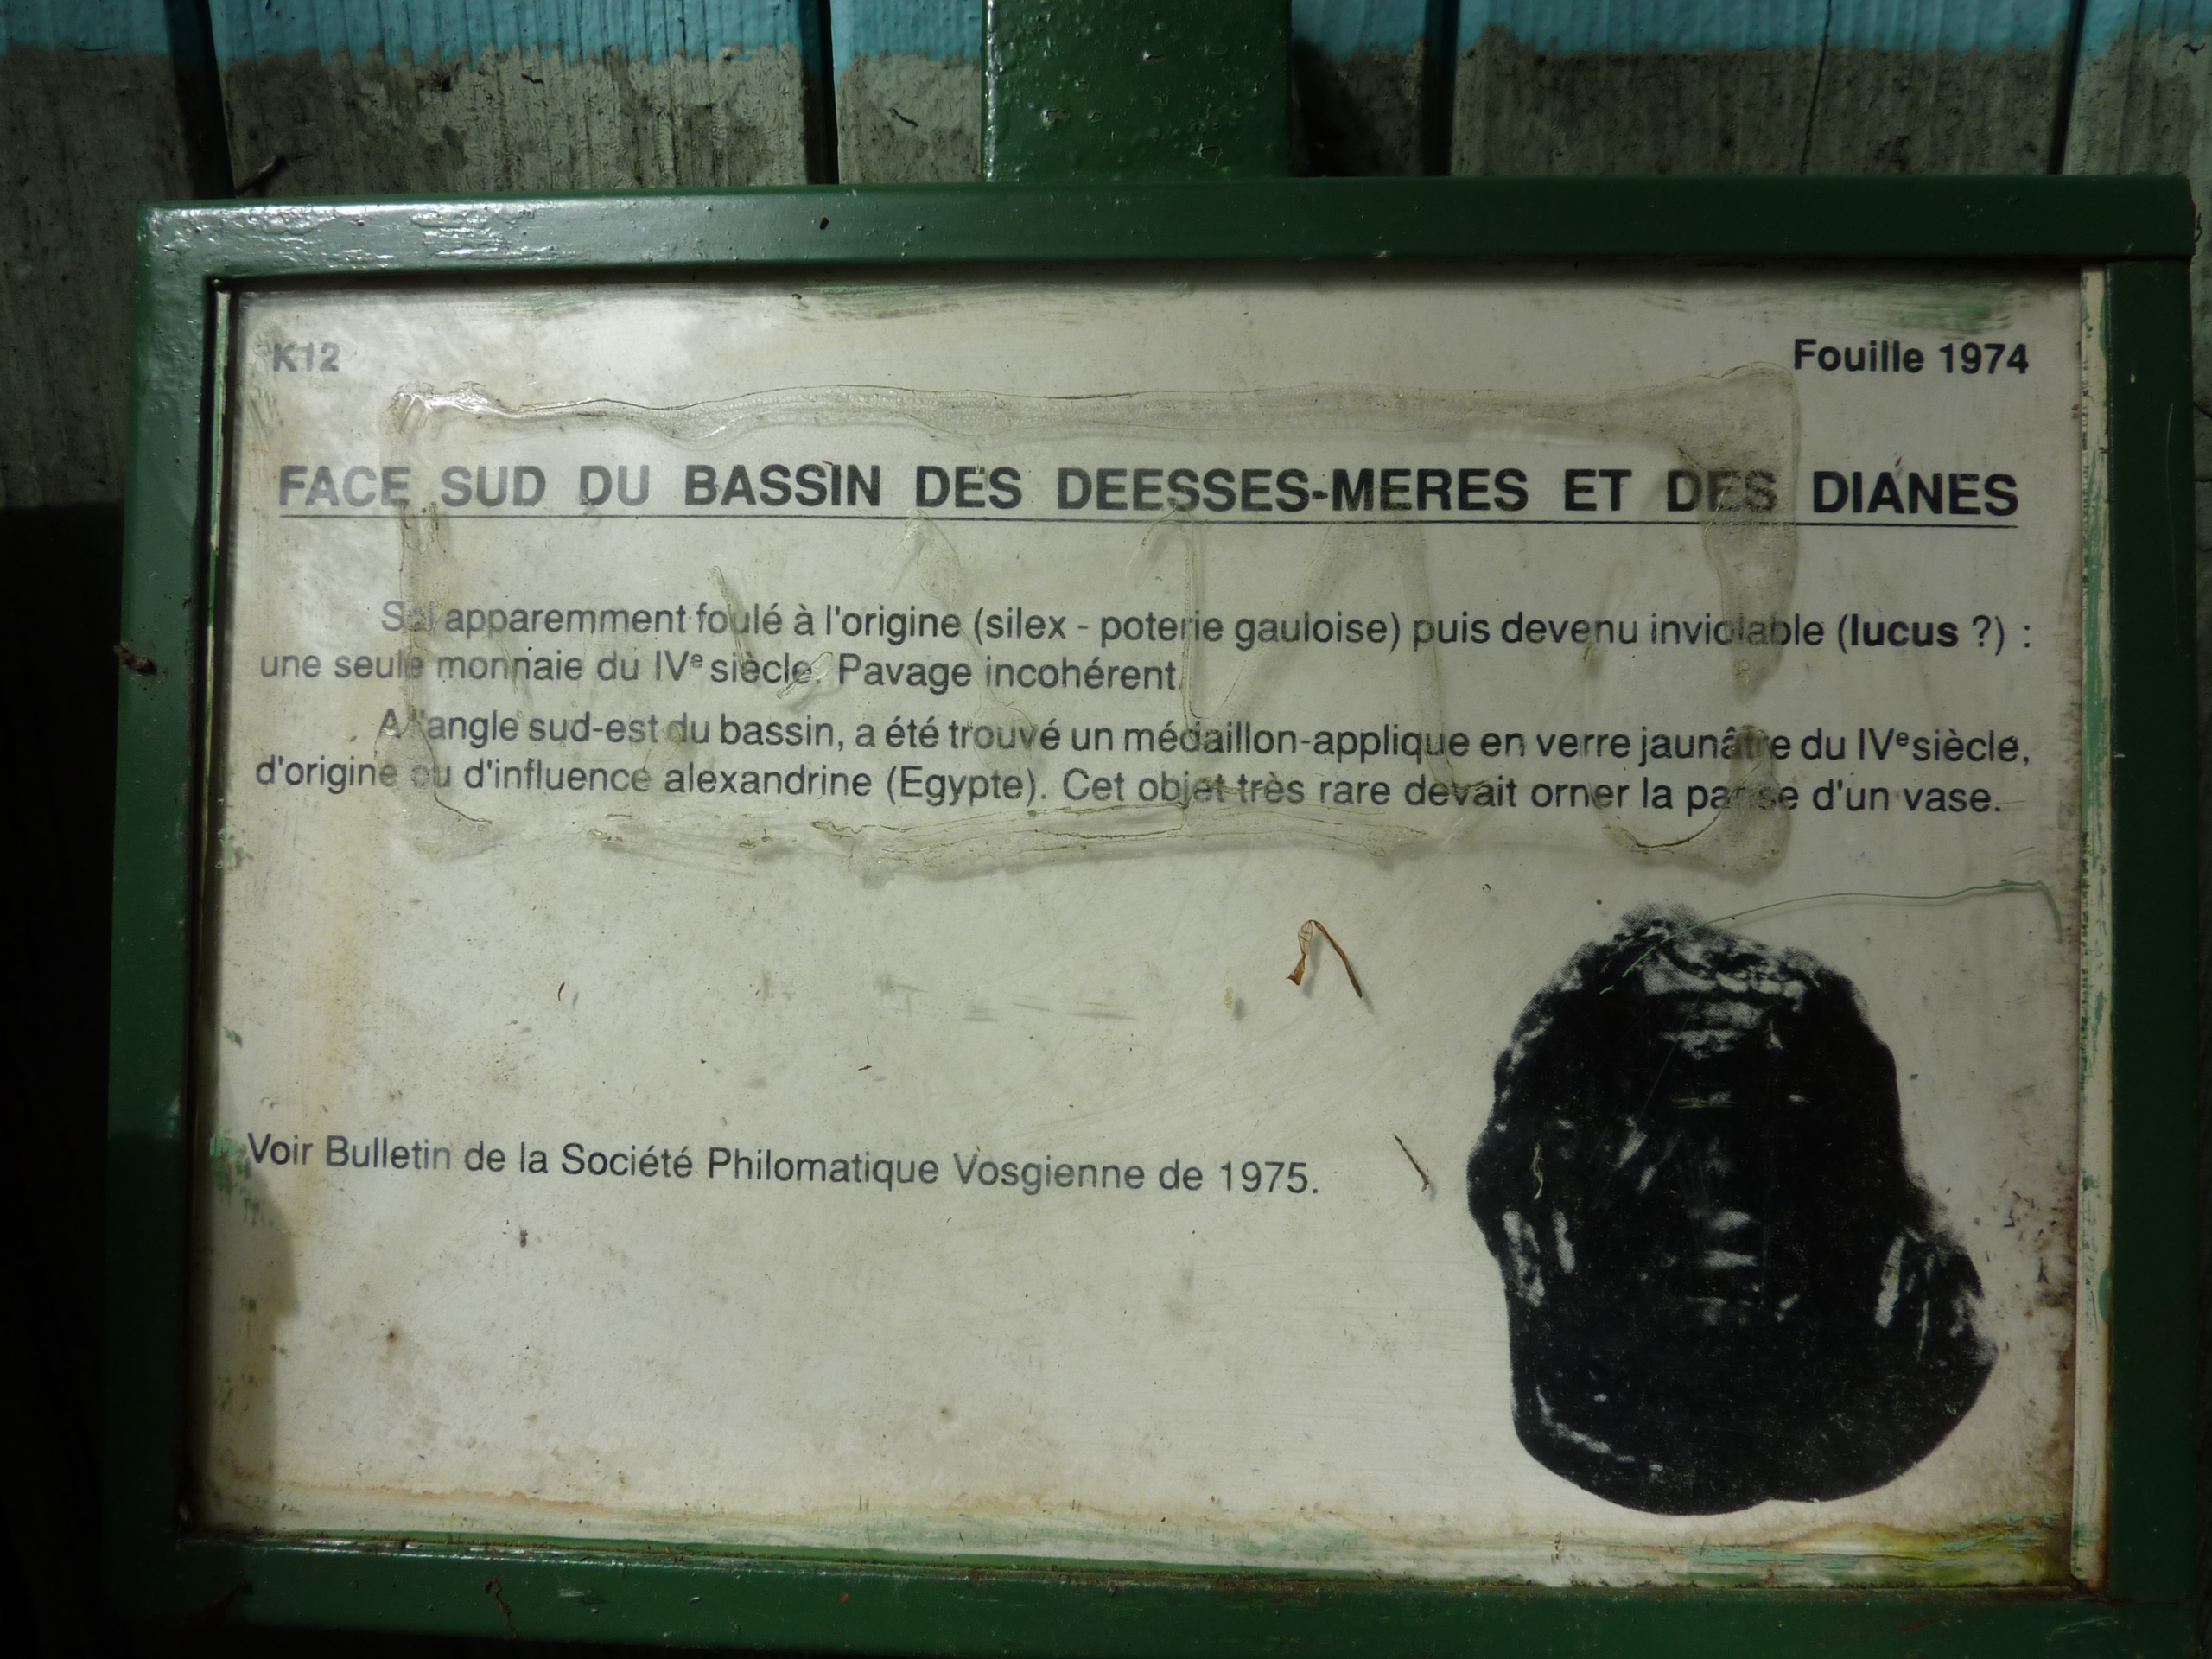 K12
Fouille 1974
FACE SUD DU BASSIN DES DEESSES-MERES ET DES DIANES
Sol apparemment foulé à l'origine (silex - poterie gauloise) puis devenu inviolable (lucus ?) :
une seule monnaie du IVe siècle. Pavage incohérent.
A l'angle sud-est du bassin, a été trouvé un médaillon-applique en verre jaunâtre du IVe siècle,
d'origine ou d'influence alexandrine (Egypte). Cet objet très rare devait orner la panse d'un vase.
Voir Bulletin de la Société Philomatique Vosgienne de 1975.